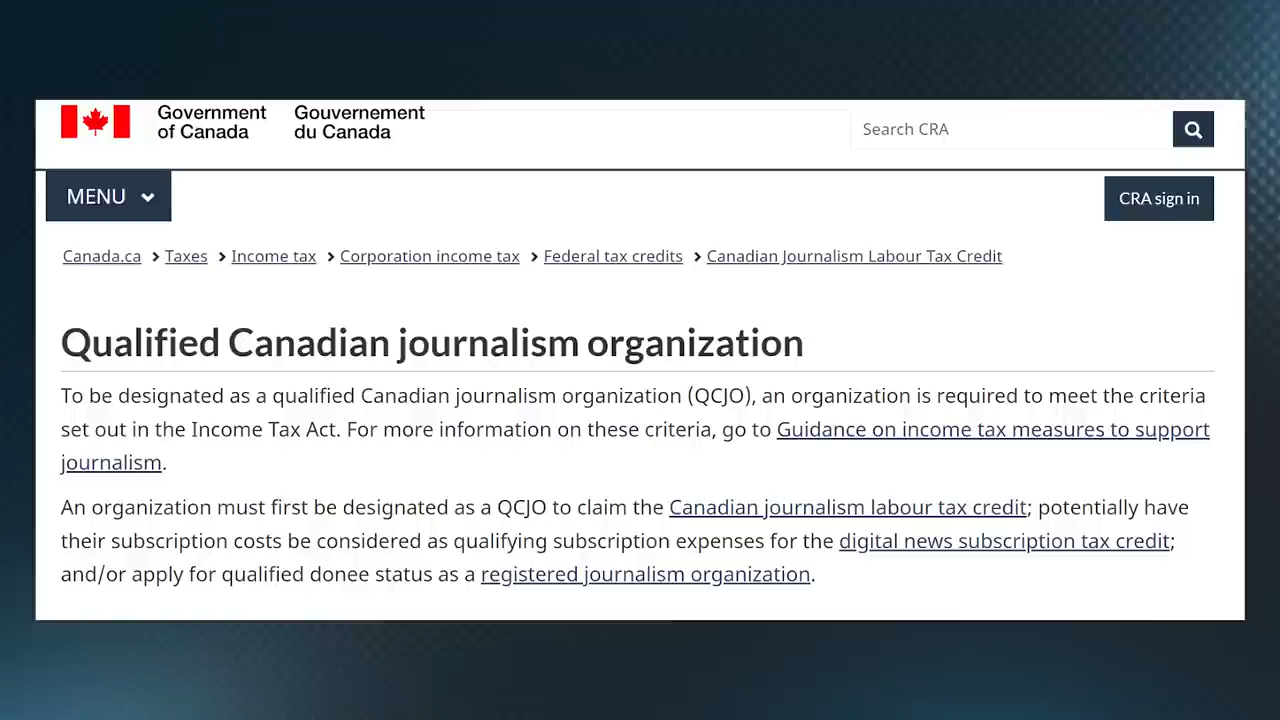 Government of Canada
Gouvernement du Canada
Search CRA
MENU
CRA sign in
Canada.ca > Taxes > Income tax > Corporation income tax > Federal tax credits > Canadian Journalism Labour Tax Credit
Qualified Canadian journalism organization
To be designated as a qualified Canadian journalism organization (QCJO), an organization is required to meet the criteria
set out in the Income Tax Act. For more information on these criteria, go to Guidance on income tax measures to support
journalism.
An organization must first be designated as a QCJO to claim the Canadian journalism labour tax credit; potentially have
their subscription costs be considered as qualifying subscription expenses for the digital news subscription tax credit;
and/or apply for qualified donee status as a registered journalism organization.